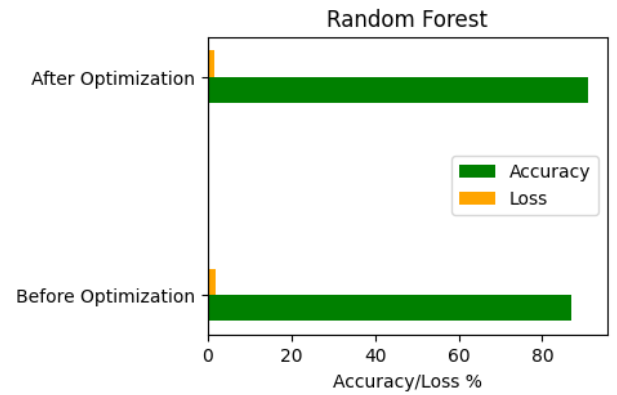 Random Forest
After Optimization
Accuracy
Loss
Before Optimization
0 20 40 60 80
Accuracy/Loss %